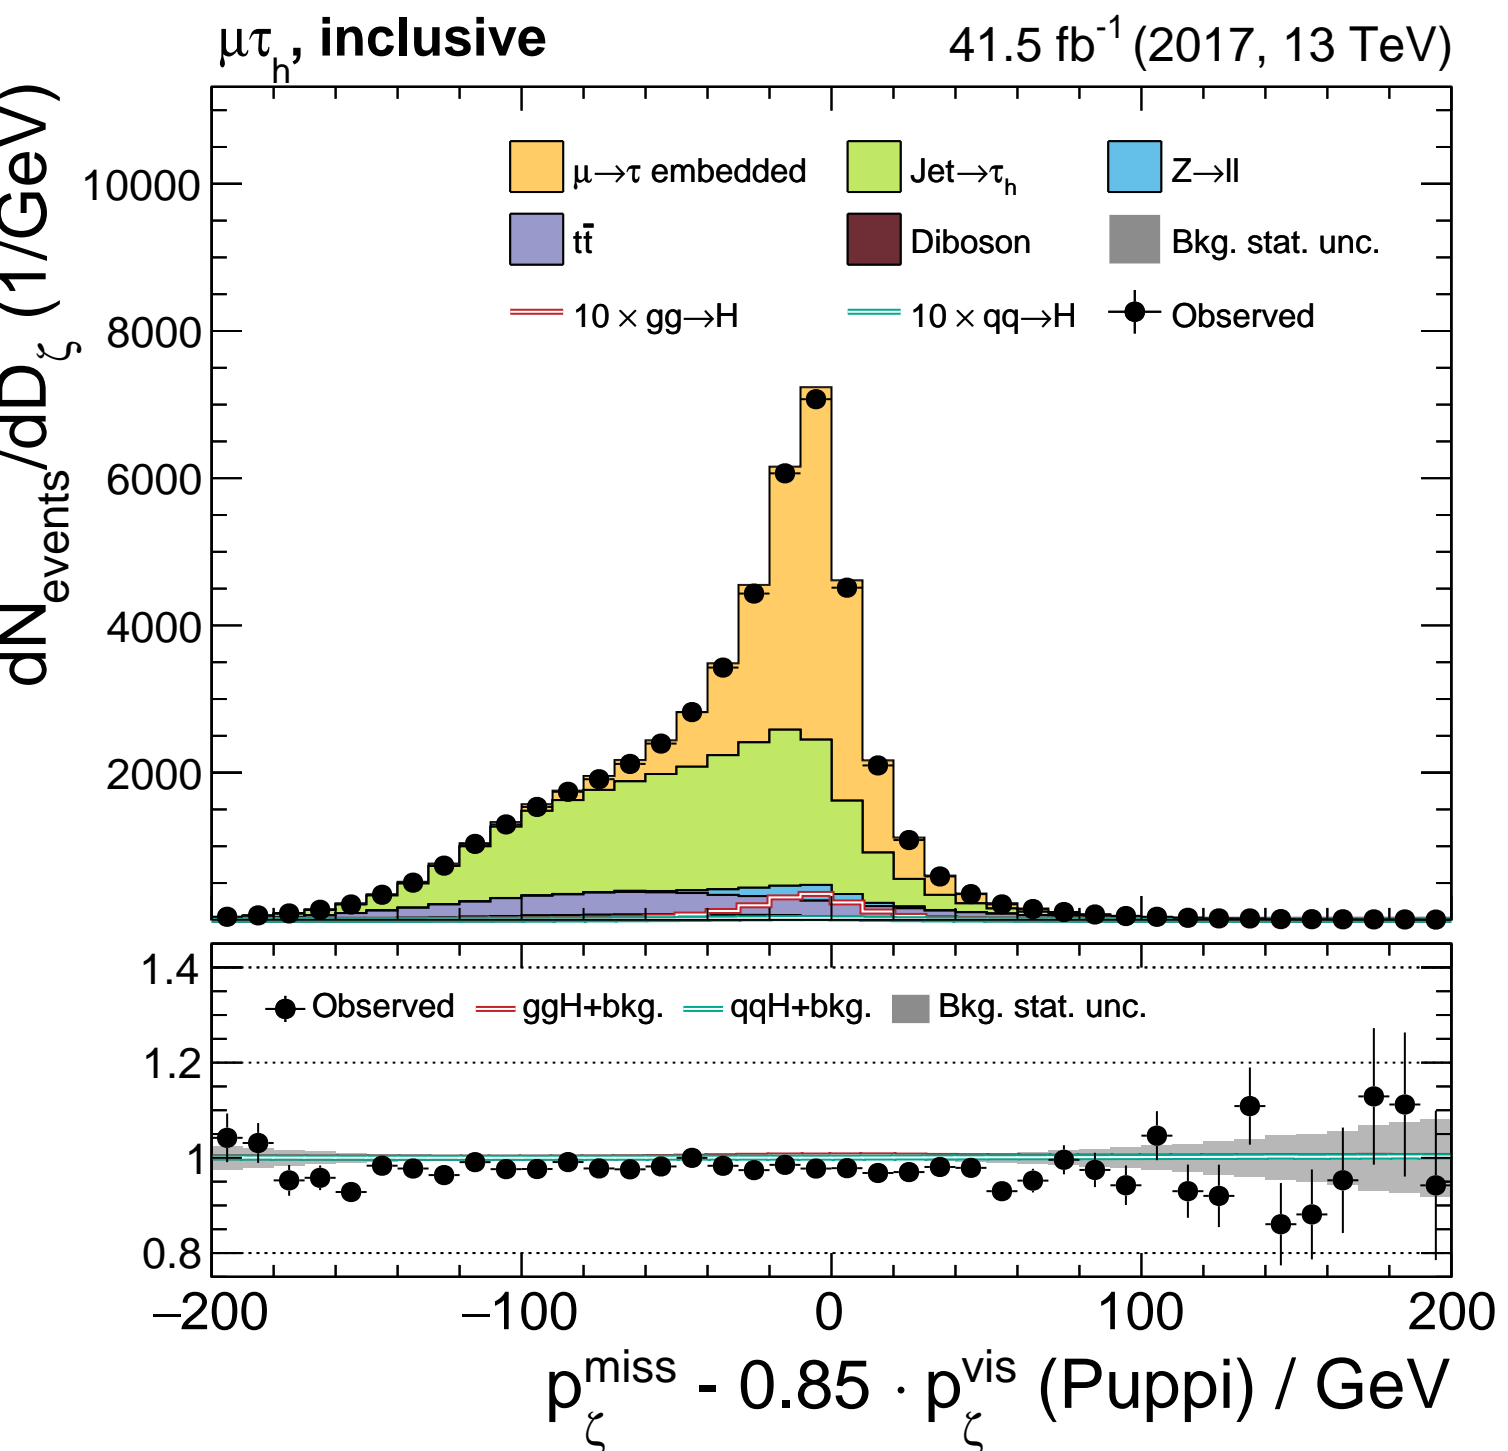 μτh, inclusive
41.5 fb-1 (2017, 13 TeV)
dNevents/dDζ (1/GeV)
10000
8000
6000
4000
2000
μ→τ embedded
Jet→τh
Z→ll
tt̄
Diboson
Bkg. stat. unc.
10 × gg→H
10 × qq→H
Observed
1.4
1.2
1
0.8
Observed
ggH+bkg.
qqH+bkg.
Bkg. stat. unc.
−200
−100
0
100
200
pζmiss - 0.85 · pζvis (Puppi) / GeV